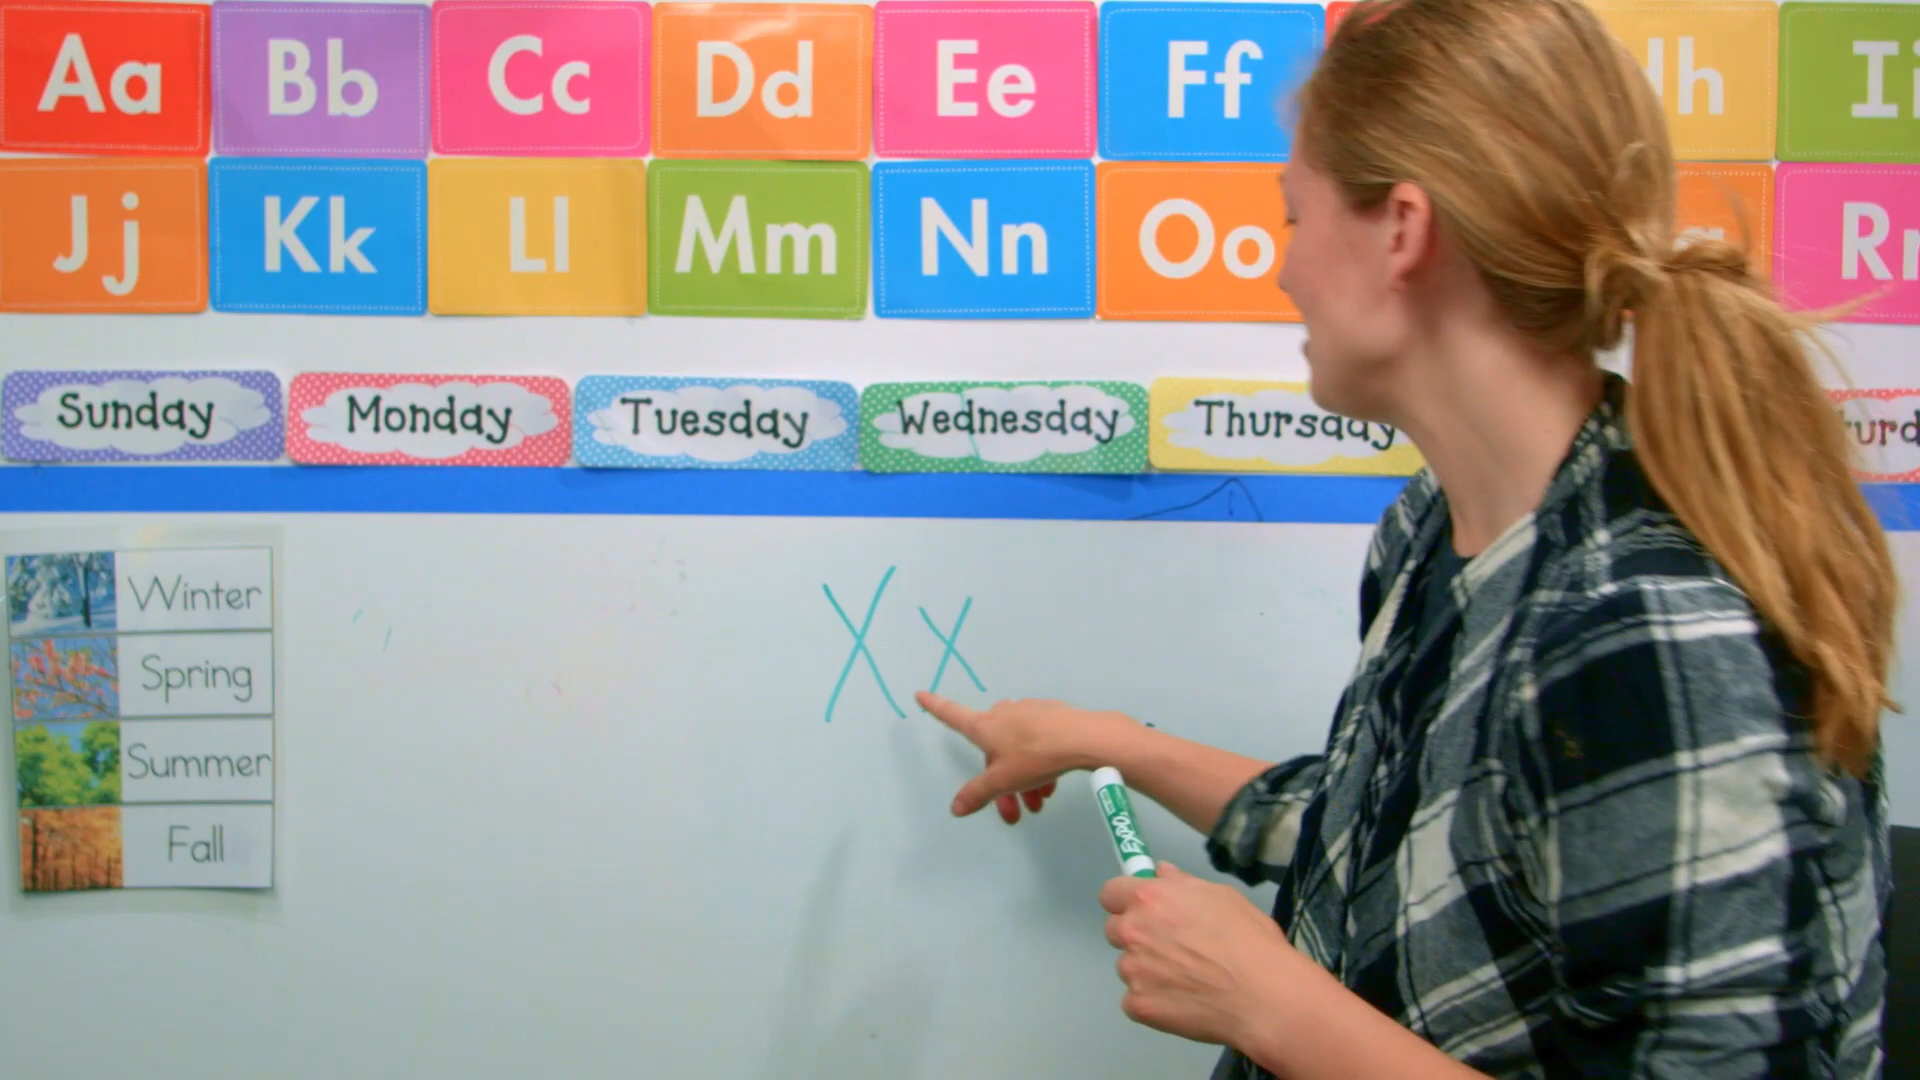 Aa Bb Cc Dd Ee Ff h Ii
Jj Kk Ll Mm Nn Oo R
Sunday Monday Tuesday Wednesday Thursday
Winter
Spring
Summer
Fall
X x
EXPO